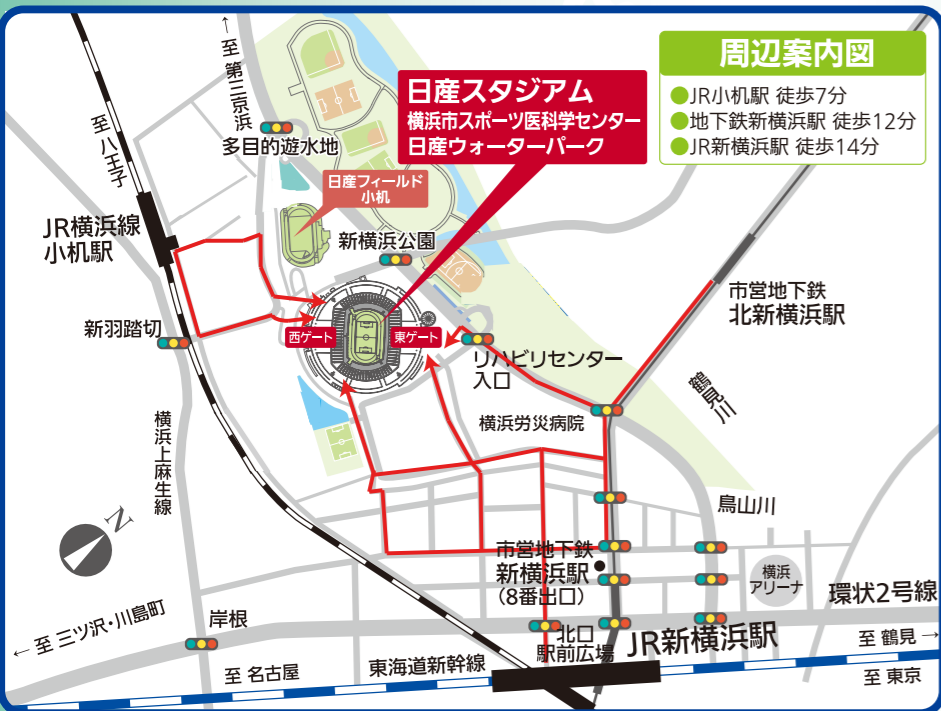 周辺案内図
●JR小机駅 徒歩7分
●地下鉄新横浜駅 徒歩12分
●JR新横浜駅 徒歩14分
日産スタジアム
横浜市スポーツ医科学センター
日産ウォーターパーク
← 至 第三京浜
至 八王子
多目的遊水地
日産フィールド
小机
JR横浜線
小机駅
新横浜公園
市営地下鉄
北新横浜駅
新羽踏切
西ゲート
東ゲート
リハビリセンター
入口
鶴見川
横浜労災病院
横浜上麻生線
鳥山川
N
市営地下鉄
新横浜駅
(8番出口)
横浜
アリーナ
環状2号線
← 至 三ツ沢・川島町
岸根
北口
駅前広場
JR新横浜駅
至 鶴見 →
至 名古屋
東海道新幹線
至 東京